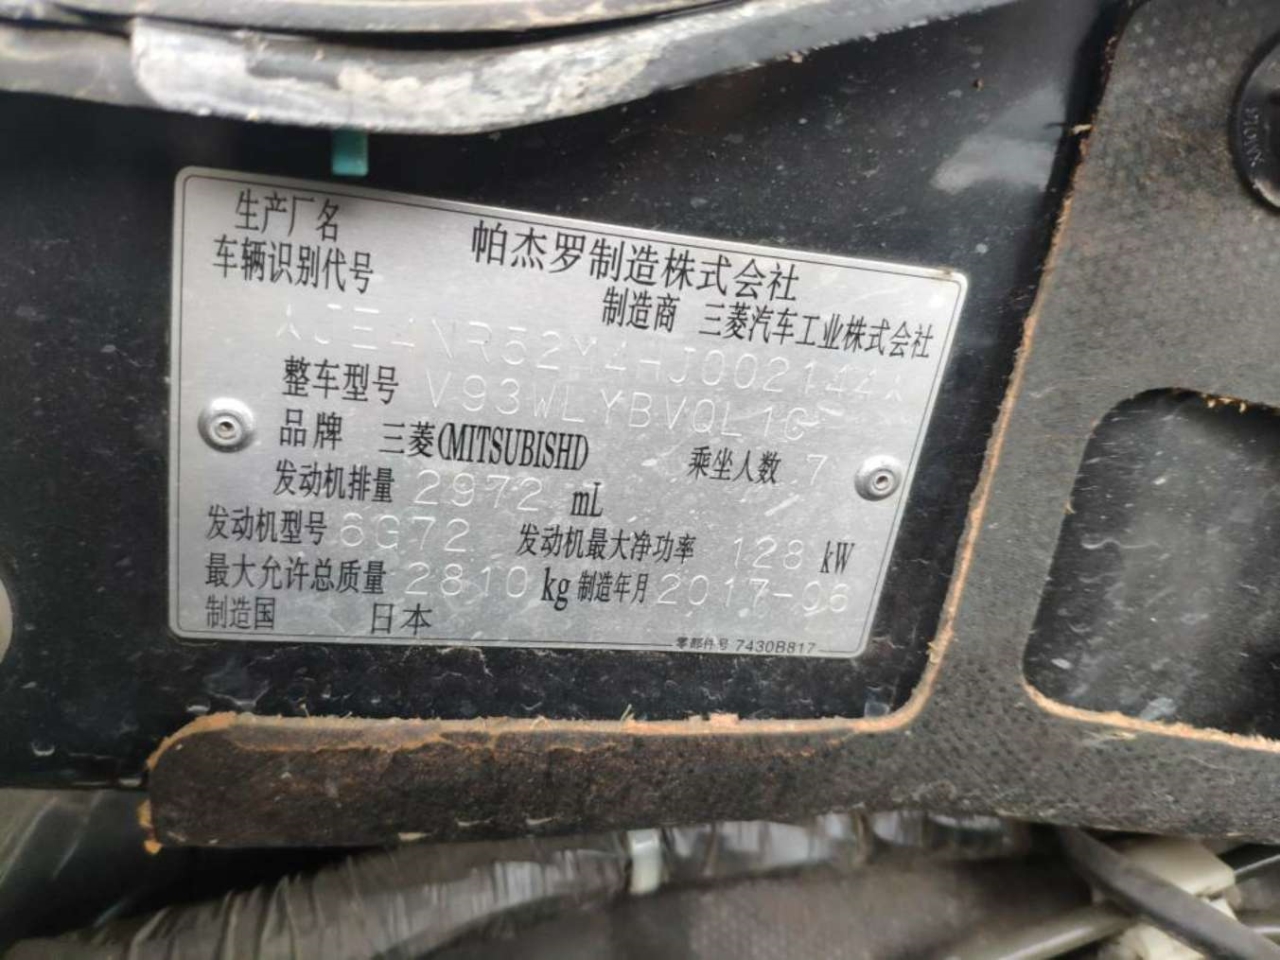 生产厂名 帕杰罗制造株式会社
车辆识别代号 制造商 三菱汽车工业株式会社
JE4NR52M4HJ002144
整车型号 V93WLYBVQL1C
品牌 三菱(MITSUBISHI) 乘坐人数 7
发动机排量 2972 mL
发动机型号 6G72 发动机最大净功率 128 kW
最大允许总质量 2810 kg 制造年月 2017-06
制造国 日本
零部件号 7430B817